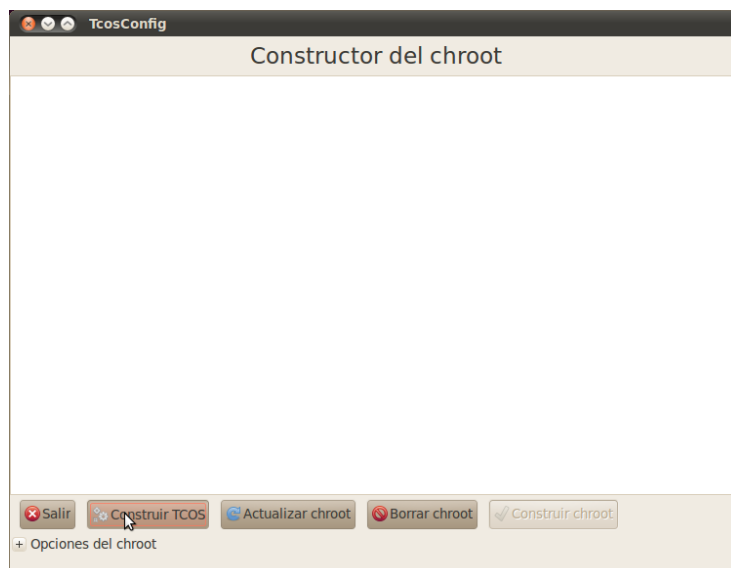 TcosConfig
Constructor del chroot
Salir Construir TCOS Actualizar chroot Borrar chroot Construir chroot
+ Opciones del chroot